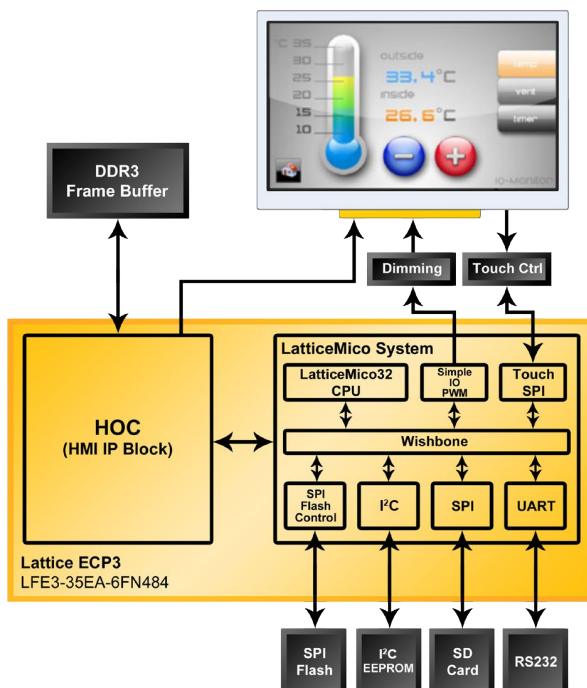 °C 35
30
25
20
15
10
outside
33.4°C
inside
26.6°C
temp
vent
timer
IQ-Monitor
DDR3
Frame Buffer
Dimming
Touch Ctrl
LatticeMico System
LatticeMico32
CPU
Simple
IO
PWM
Touch
SPI
HOC
(HMI IP Block)
Wishbone
SPI
Flash
Control
I²C
SPI
UART
Lattice ECP3
LFE3-35EA-6FN484
SPI
Flash
I²C
EEPROM
SD
Card
RS232